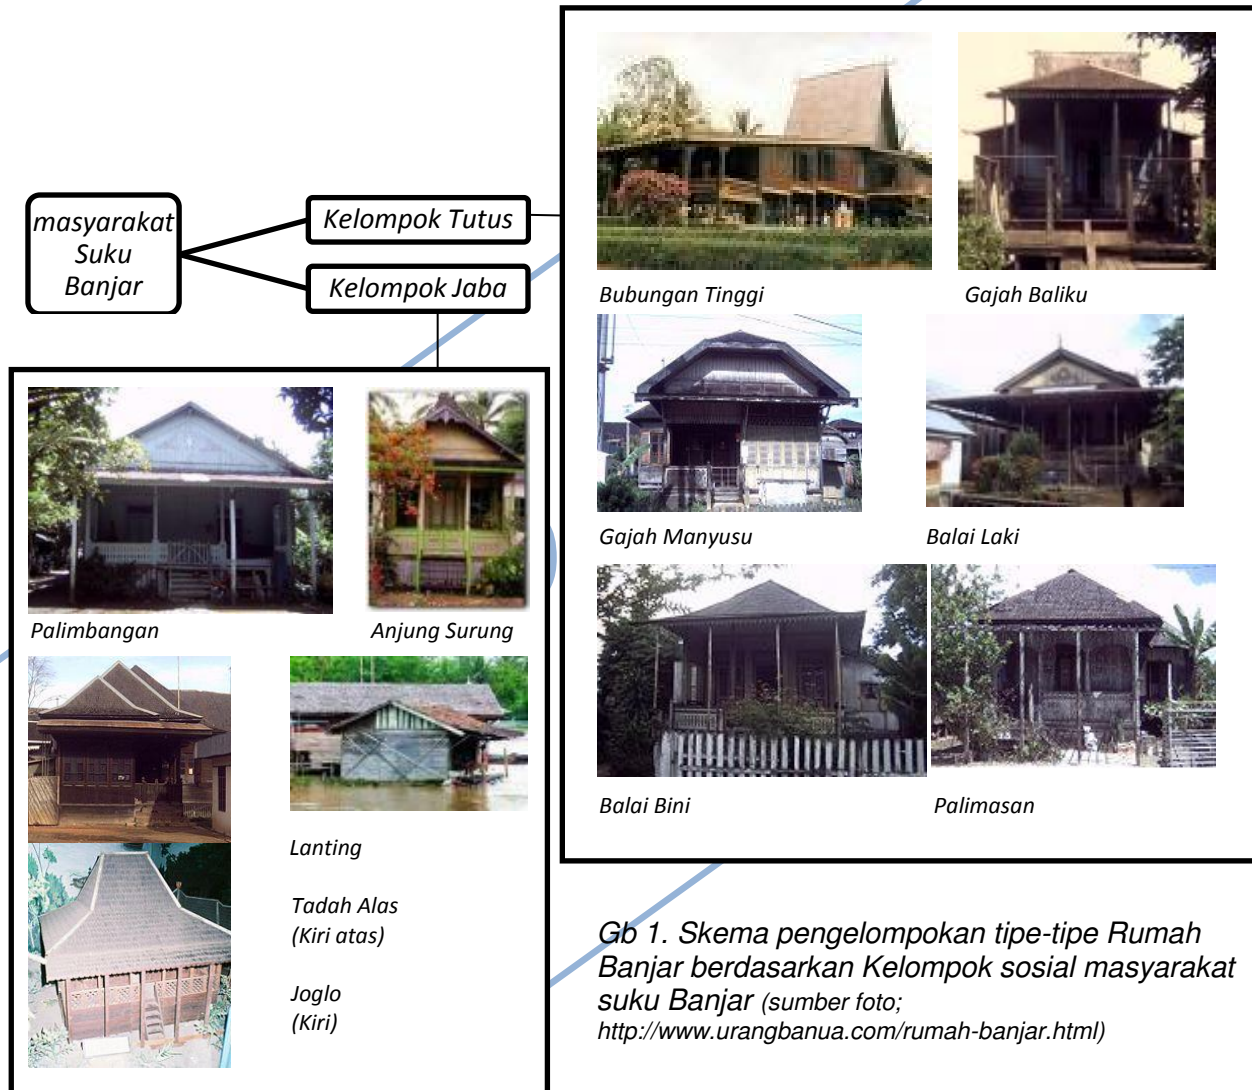 masyarakat
Suku
Banjar
Kelompok Tutus
Kelompok Jaba
Bubungan Tinggi
Gajah Baliku
Gajah Manyusu
Balai Laki
Balai Bini
Palimasan
Palimbangan
Anjung Surung
Lanting
Tadah Alas
(Kiri atas)
Joglo
(Kiri)
Gb 1. Skema pengelompokan tipe-tipe Rumah
Banjar berdasarkan Kelompok sosial masyarakat
suku Banjar (sumber foto;
http://www.urangbanua.com/rumah-banjar.html)